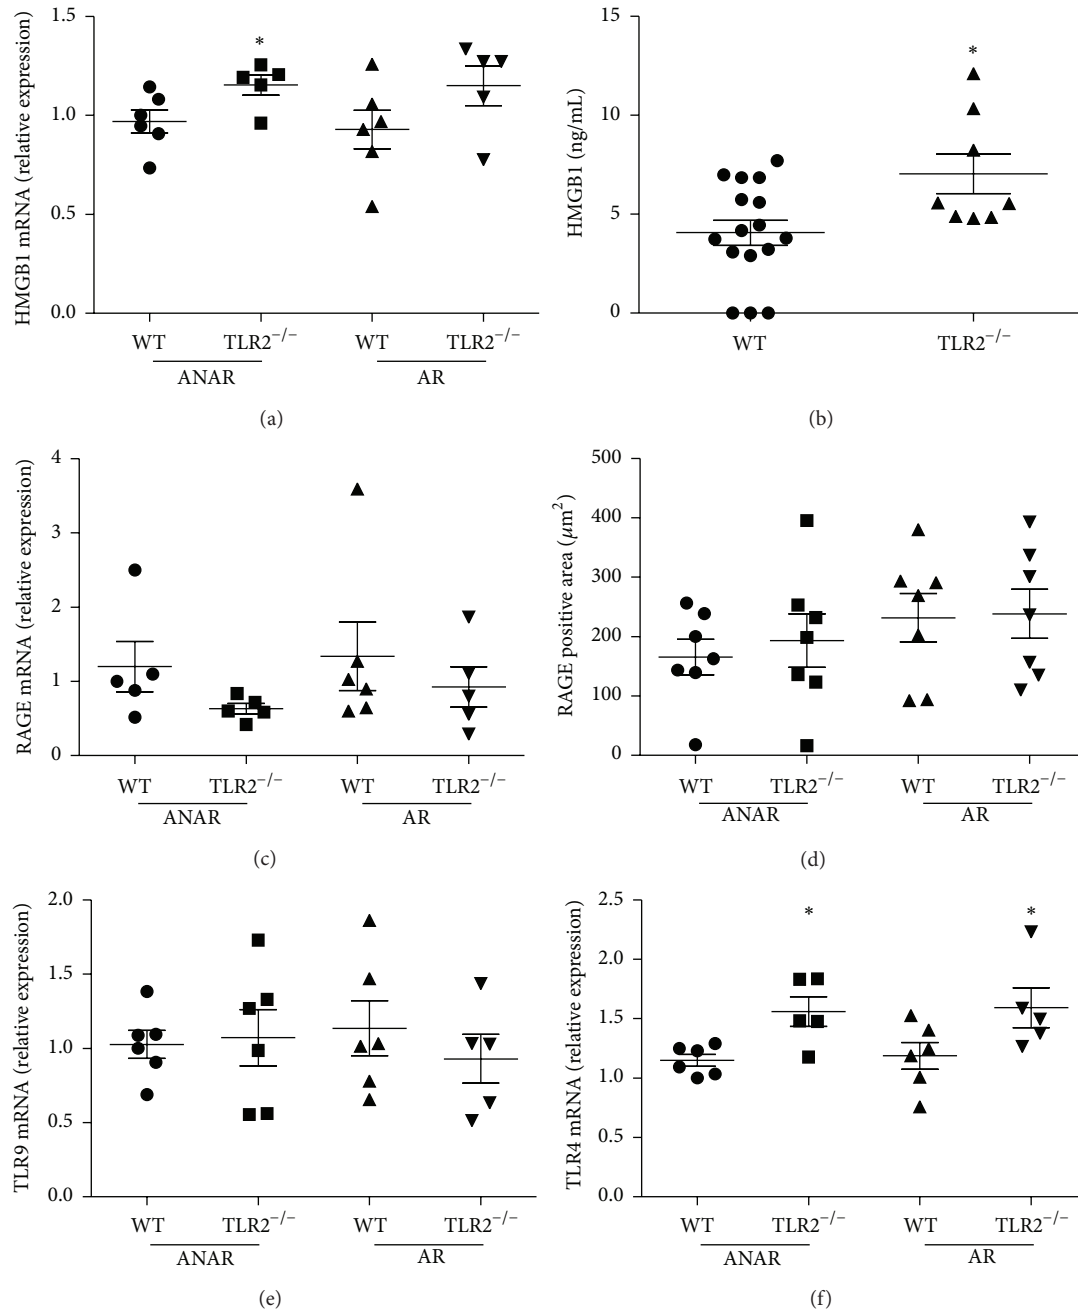 HMGB1 mRNA (relative expression)
1.5
1.0
0.5
0.0
*
WT TLR2−/− WT TLR2−/−
ANAR AR
(a)
HMGB1 (ng/mL)
15
10
5
0
*
WT TLR2−/−
(b)
RAGE mRNA (relative expression)
4
3
2
1
0
WT TLR2−/− WT TLR2−/−
ANAR AR
(c)
RAGE positive area (μm²)
500
400
300
200
100
0
WT TLR2−/− WT TLR2−/−
ANAR AR
(d)
TLR9 mRNA (relative expression)
2.0
1.5
1.0
0.5
0.0
WT TLR2−/− WT TLR2−/−
ANAR AR
(e)
TLR4 mRNA (relative expression)
2.5
2.0
1.5
1.0
0.5
0.0
* *
WT TLR2−/− WT TLR2−/−
ANAR AR
(f)